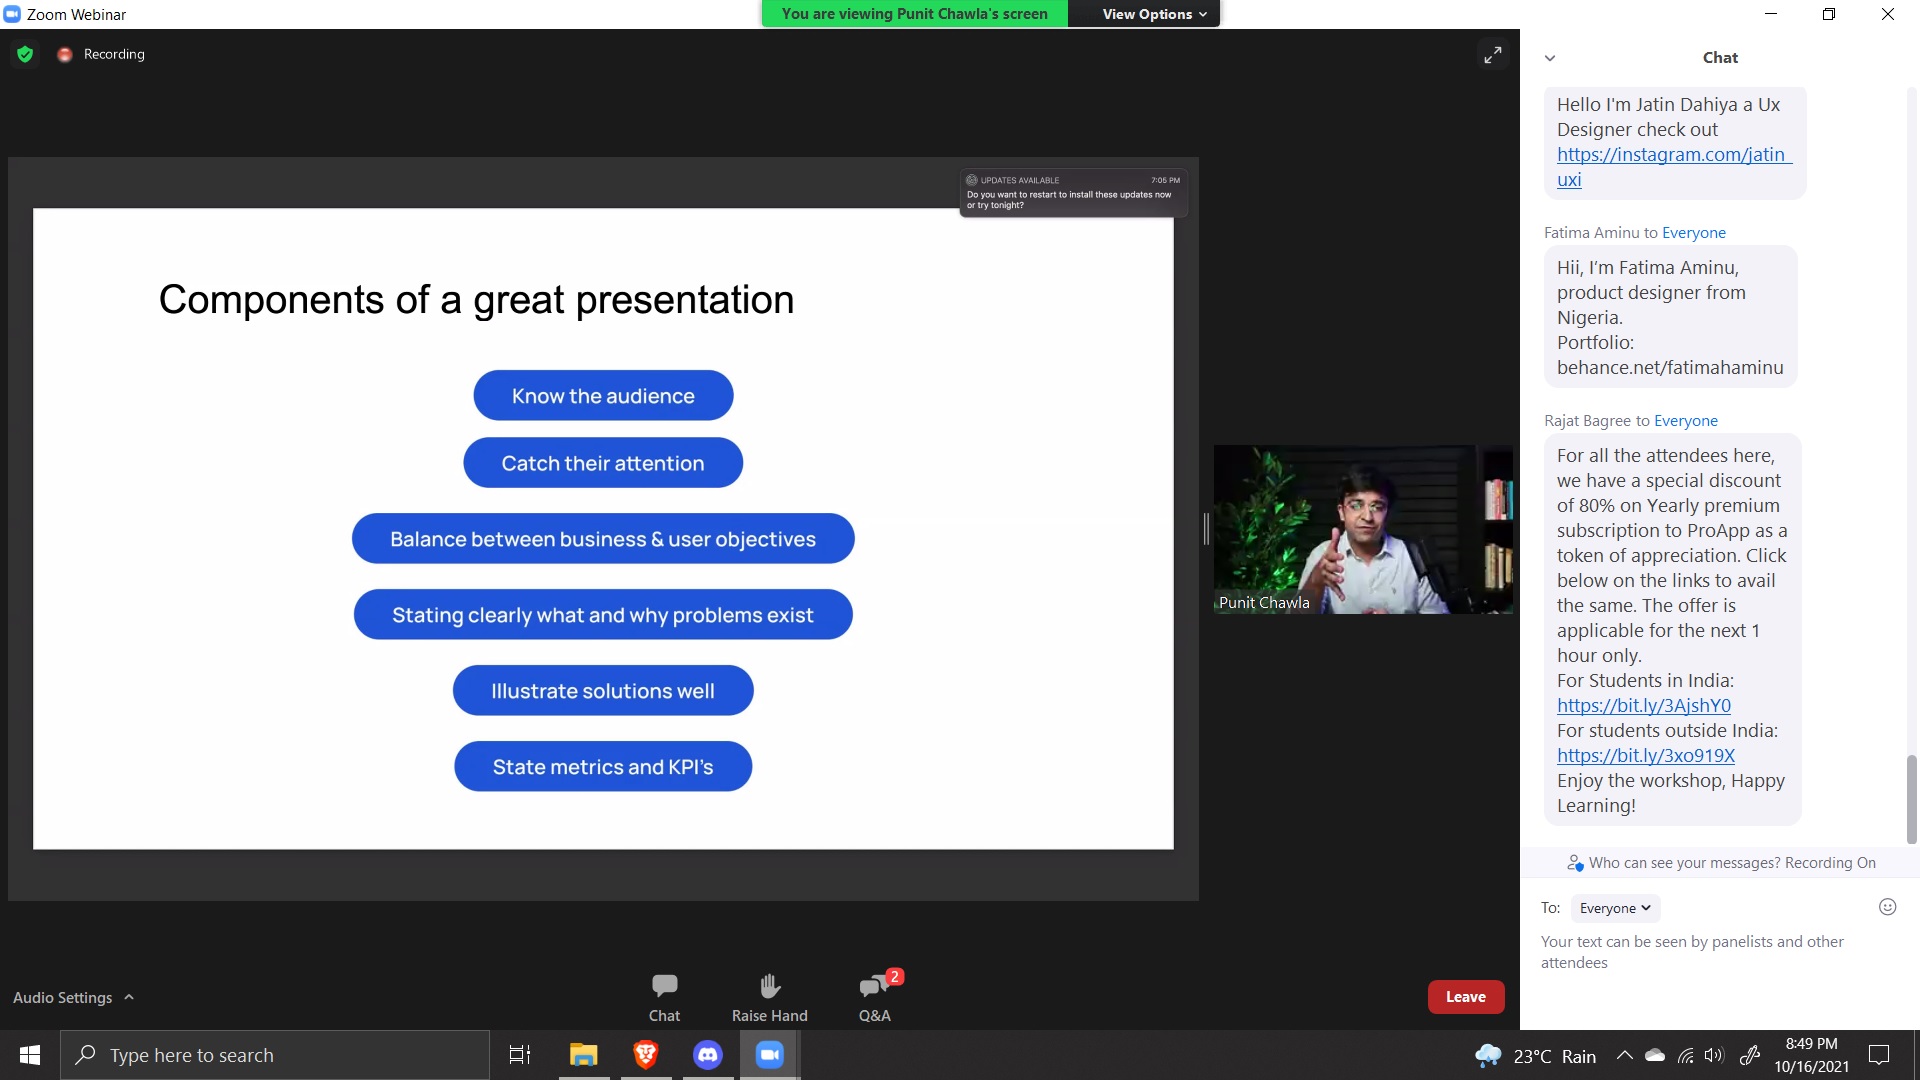 Zoom Webinar
You are viewing Punit Chawla's screen
View Options
Recording
UPDATES AVAILABLE
7:05 PM
Do you want to restart to install these updates now
or try tonight?
Components of a great presentation
Know the audience
Catch their attention
Balance between business & user objectives
Stating clearly what and why problems exist
Illustrate solutions well
State metrics and KPI's
Punit Chawla
Chat
Hello I'm Jatin Dahiya a Ux
Designer check out
https://instagram.com/jatin_
uxi
Fatima Aminu to Everyone
Hii, I'm Fatima Aminu,
product designer from
Nigeria.
Portfolio:
behance.net/fatimahaminu
Rajat Bagree to Everyone
For all the attendees here,
we have a special discount
of 80% on Yearly premium
subscription to ProApp as a
token of appreciation. Click
below on the links to avail
the same. The offer is
applicable for the next 1
hour only.
For Students in India:
https://bit.ly/3AjshY0
For students outside India:
https://bit.ly/3xo919X
Enjoy the workshop, Happy
Learning!
Who can see your messages? Recording On
To: Everyone
Your text can be seen by panelists and other
attendees
Audio Settings
Chat
Raise Hand
2
Q&A
Leave
Type here to search
23°C Rain
8:49 PM
10/16/2021